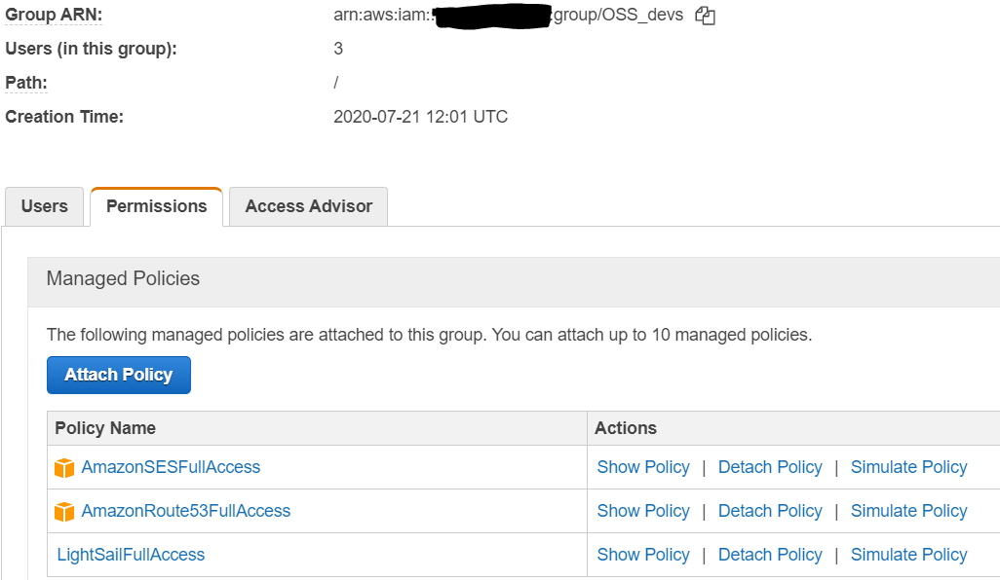 Group ARN: arn:aws:iam: :group/OSS_devs
Users (in this group): 3
Path: /
Creation Time: 2020-07-21 12:01 UTC
Users Permissions Access Advisor
Managed Policies
The following managed policies are attached to this group. You can attach up to 10 managed policies.
Attach Policy
Policy Name Actions
AmazonSESFullAccess Show Policy | Detach Policy | Simulate Policy
AmazonRoute53FullAccess Show Policy | Detach Policy | Simulate Policy
LightSailFullAccess Show Policy | Detach Policy | Simulate Policy